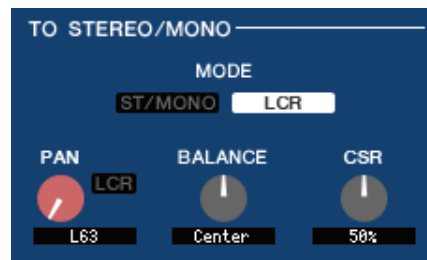 TO STEREO/MONO
MODE
ST/MONO LCR
PAN BALANCE CSR
LCR
L63 Center 50%